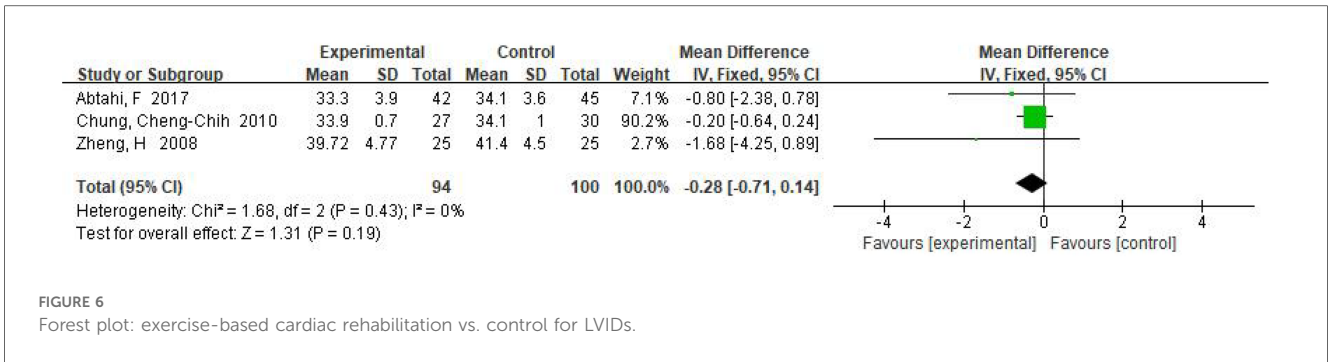 Experimental Control Mean Difference Mean Difference
Study or Subgroup Mean SD Total Mean SD Total Weight IV, Fixed, 95% CI IV, Fixed, 95% CI
Abtahi, F 2017 33.3 3.9 42 34.1 3.6 45 7.1% -0.80 [-2.38, 0.78]
Chung, Cheng-Chih 2010 33.9 0.7 27 34.1 1 30 90.2% -0.20 [-0.64, 0.24]
Zheng, H 2008 39.72 4.77 25 41.4 4.5 25 2.7% -1.68 [-4.25, 0.89]
Total (95% CI) 94 100 100.0% -0.28 [-0.71, 0.14]
Heterogeneity: Chi² = 1.68, df = 2 (P = 0.43); I² = 0%
Test for overall effect: Z = 1.31 (P = 0.19)
-4 -2 0 2 4
Favours [experimental] Favours [control]
FIGURE 6
Forest plot: exercise-based cardiac rehabilitation vs. control for LVIDs.